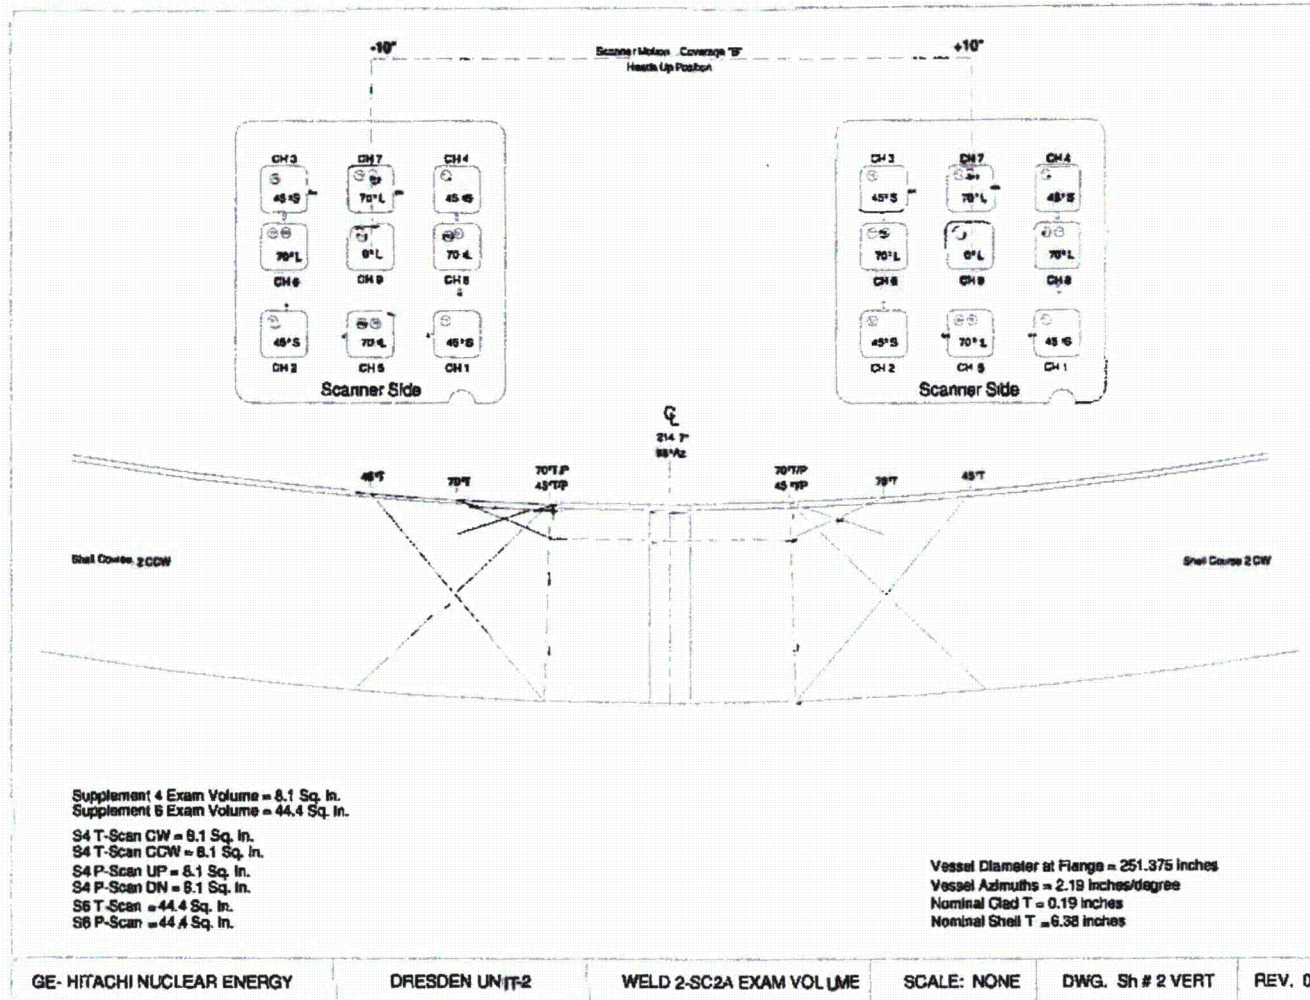 -10" +10"
Scanner Motion Coverage "B"
Heads Up Position
CH 3 CH 7 CH 4
45°S 70°L 45°S
70°L 0°L 70°L
CH 6 CH 9 CH 8
45°S 70°L 45°S
CH 2 CH 5 CH 1
Scanner Side
CH 3 CH 7 CH 4
45°S 70°L 45°S
70°L 0°L 70°L
CH 6 CH 9 CH 8
45°S 70°L 45°S
CH 2 CH 5 CH 1
Scanner Side
CL
214.7"
45°T 70°T 70°T/P 70°T/P 70°T 45°T
45°T/P 45°T/P
Shell Course 2 CCW Shell Course 2 CW
Supplement 4 Exam Volume = 8.1 Sq. In.
Supplement 6 Exam Volume = 44.4 Sq. In.
S4 T-Scan CW = 8.1 Sq. In.
S4 T-Scan CCW = 8.1 Sq. In.
S4 P-Scan UP = 8.1 Sq. In.
S4 P-Scan DN = 8.1 Sq. In.
S6 T-Scan = 44.4 Sq. In.
S6 P-Scan = 44.4 Sq. In.
Vessel Diameter at Flange = 251.375 inches
Vessel Azimuths = 2.19 inches/degree
Nominal Clad T = 0.19 inches
Nominal Shell T = 6.38 inches
GE- HITACHI NUCLEAR ENERGY DRESDEN UNIT-2 WELD 2-SC2A EXAM VOLUME SCALE: NONE DWG. Sh # 2 VERT REV. 0